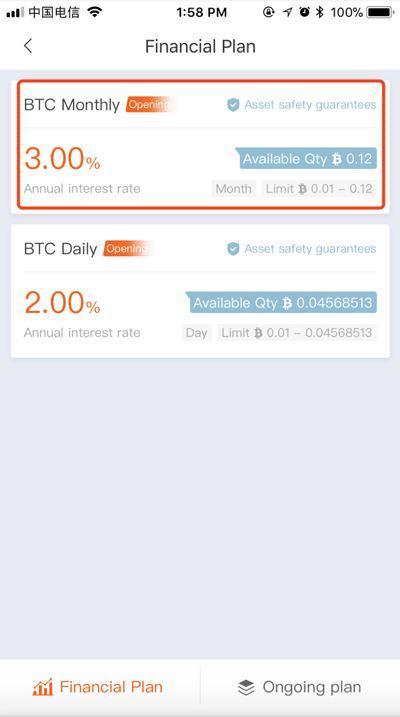 中国电信 1:58 PM 100%
Financial Plan
BTC Monthly Opening Asset safety guarantees
3.00% Available Qty ₿ 0.12
Annual interest rate Month Limit ₿ 0.01 – 0.12
BTC Daily Opening Asset safety guarantees
2.00% Available Qty ₿ 0.04568513
Annual interest rate Day Limit ₿ 0.01 – 0.04568513
Financial Plan Ongoing plan